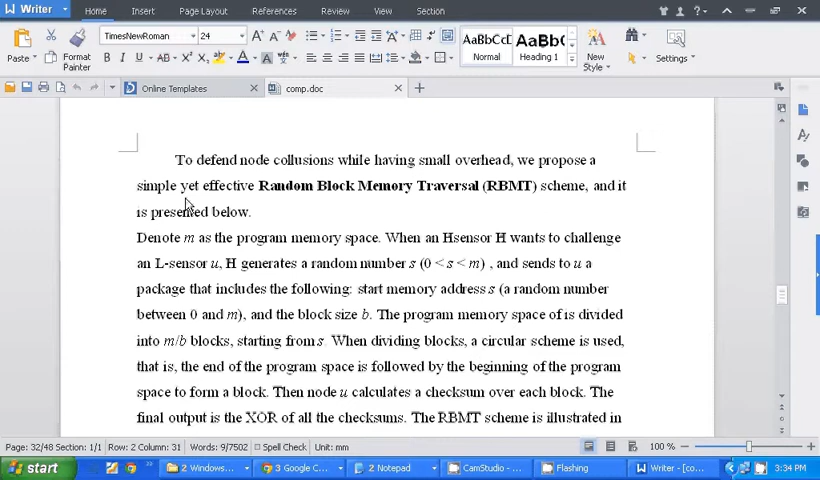 Writer
Home Insert Page Layout References Review View Section
TimesNewRoman 24
AaBbCcD AaBbC
Paste Format Painter B I U AB Normal Heading 1 New Style Settings
Online Templates comp.doc
To defend node collusions while having small overhead, we propose a
simple yet effective Random Block Memory Traversal (RBMT) scheme, and it
is presented below.
Denote m as the program memory space. When an Hsensor H wants to challenge
an L-sensor u, H generates a random number s (0 < s < m) , and sends to u a
package that includes the following: start memory address s (a random number
between 0 and m), and the block size b. The program memory space of is divided
into m/b blocks, starting from s. When dividing blocks, a circular scheme is used,
that is, the end of the program space is followed by the beginning of the program
space to form a block. Then node u calculates a checksum over each block. The
final output is the XOR of all the checksums. The RBMT scheme is illustrated in
Page: 32/48 Section: 1/1 Row: 2 Column: 31 Words: 9/7502 Spell Check Unit: mm 100 %
start 2 Windows... 3 Google C... 2 Notepad CamStudio - ... Flashing Writer - [co... 3:34 PM